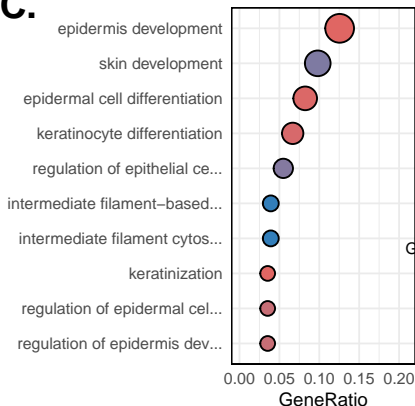 C.
epidermis development
skin development
epidermal cell differentiation
keratinocyte differentiation
regulation of epithelial ce...
intermediate filament−based...
intermediate filament cytos...
G
keratinization
regulation of epidermal cel...
regulation of epidermis dev...
0.00 0.05 0.10 0.15 0.20
GeneRatio